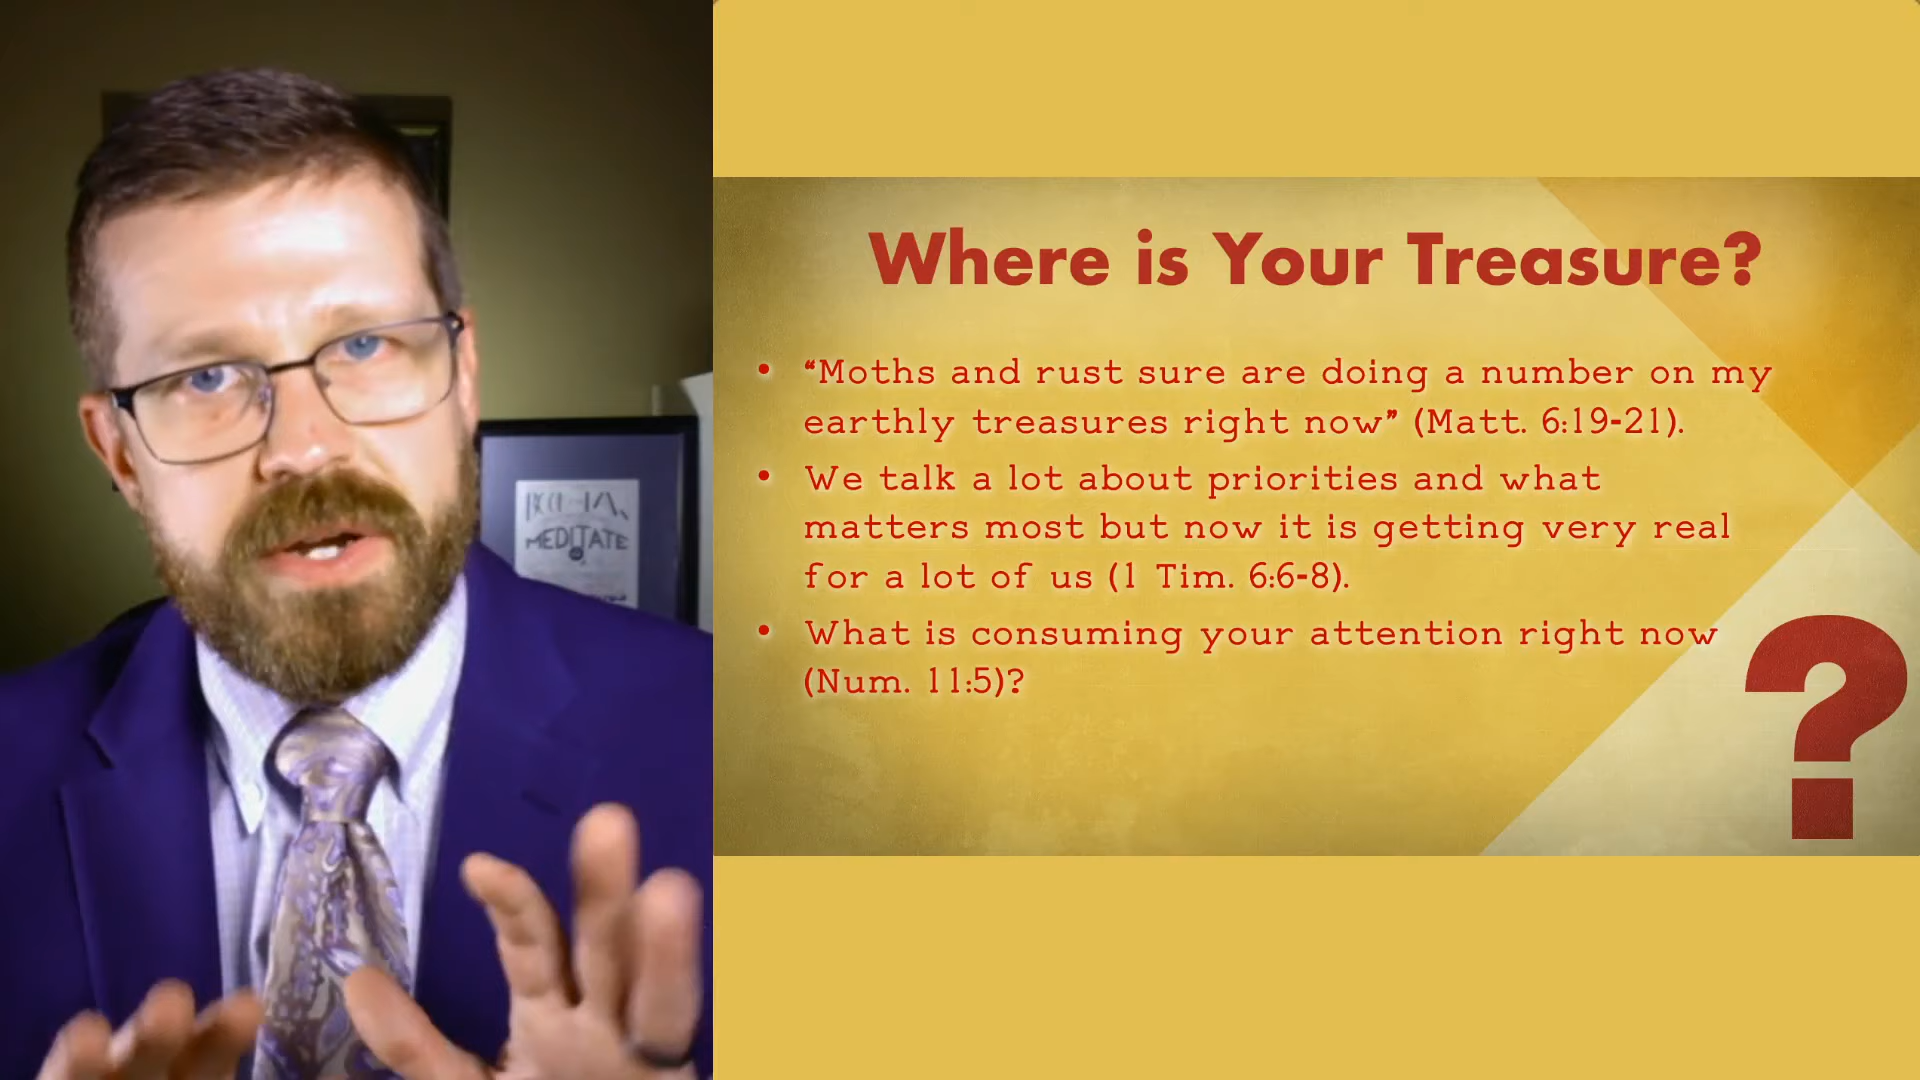 MEDITATE
Where is Your Treasure?
• “Moths and rust sure are doing a number on my
earthly treasures right now” (Matt. 6:19-21).
• We talk a lot about priorities and what
matters most but now it is getting very real
for a lot of us (1 Tim. 6:6-8).
• What is consuming your attention right now
(Num. 11:5)?
?